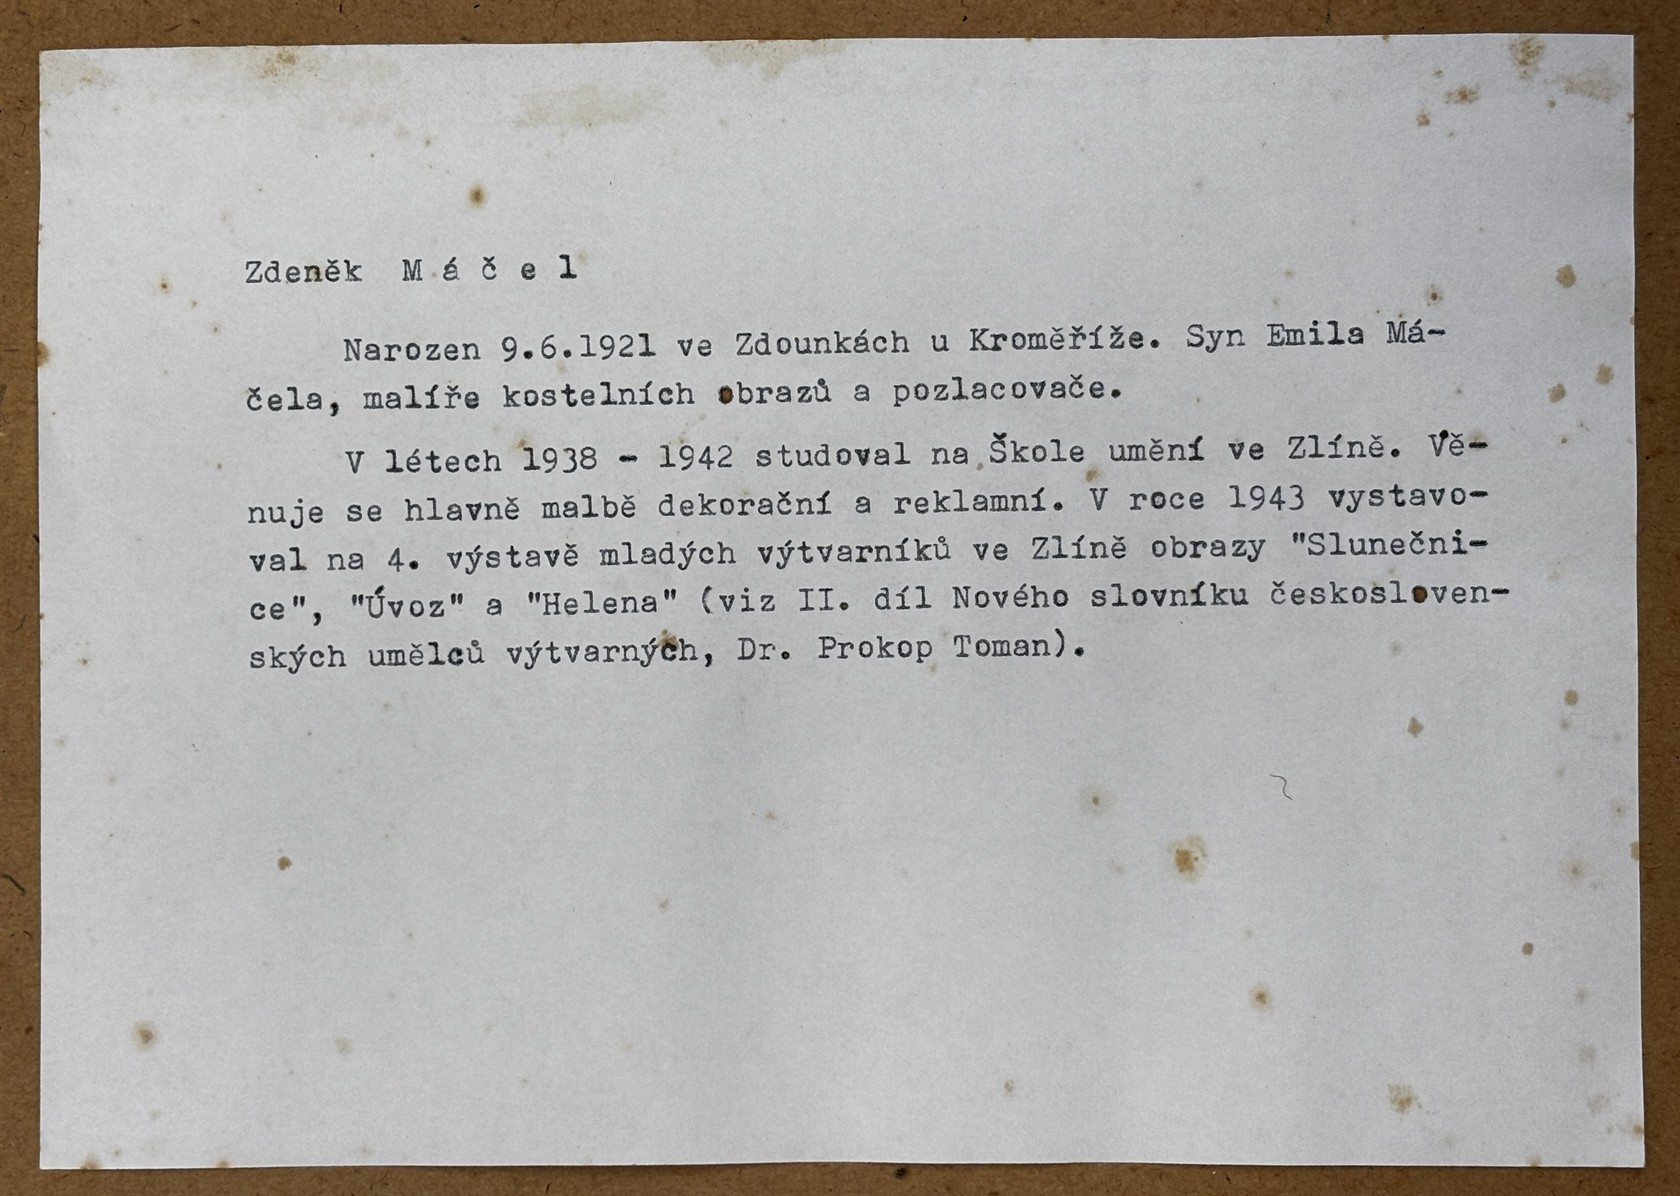 Zdeněk M á č e l
Narozen 9.6.1921 ve Zdounkách u Kroměříže. Syn Emila Má-
čela, malíře kostelních obrazů a pozlacovače.
V létech 1938 - 1942 studoval na Škole umění ve Zlíně. Vě-
nuje se hlavně malbě dekorační a reklamní. V roce 1943 vystavo-
val na 4. výstavě mladých výtvarníků ve Zlíně obrazy "Slunečni-
ce", "Úvoz" a "Helena" (viz II. díl Nového slovníku českosloven-
ských umělců výtvarných, Dr. Prokop Toman).